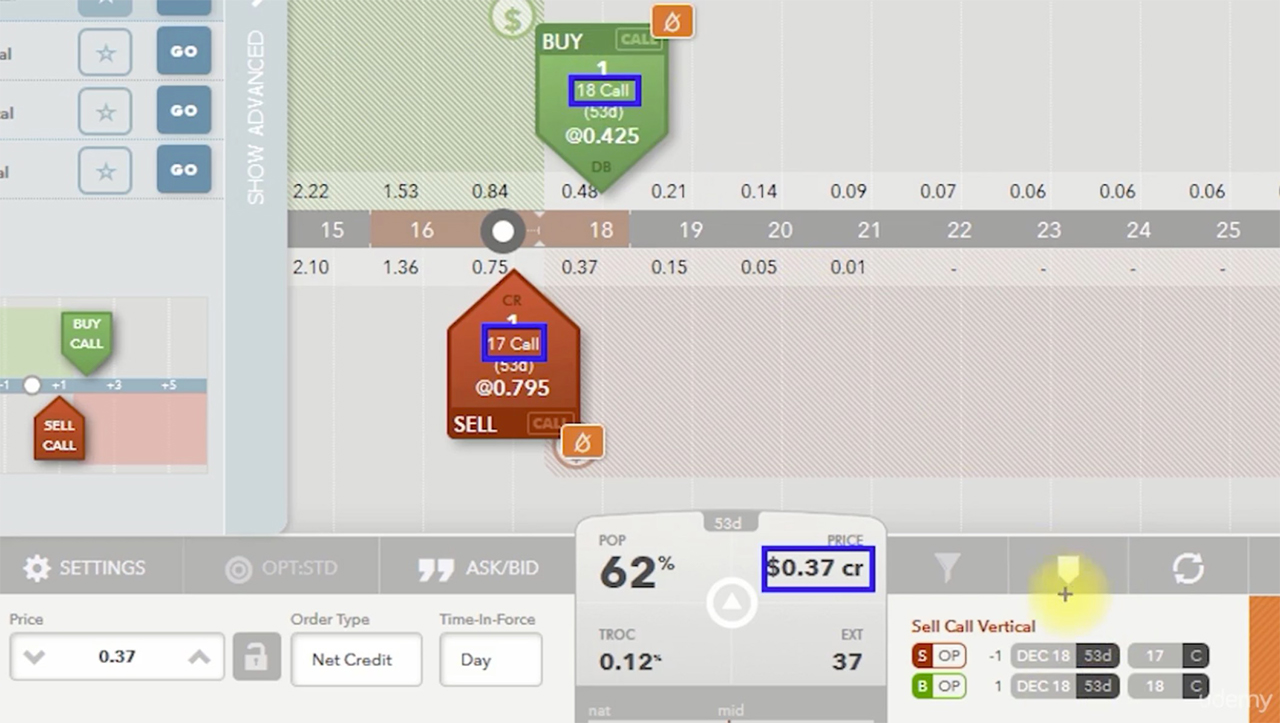 al
GO
al
GO
al
GO
SHOW ADVANCED
$
BUY CALL
1
18 Call
(53d)
@0.425
DB
2.22 1.53 0.84 0.48 0.21 0.14 0.09 0.07 0.06 0.06 0.06
15 16 18 19 20 21 22 23 24 25
2.10 1.36 0.75 0.37 0.15 0.05 0.01 - - - -
CR
1
17 Call
(53d)
@0.795
SELL CALL
BUY
CALL
-1 +1 +3 +5
SELL
CALL
SETTINGS
OPT:STD
ASK/BID
53d
POP
62%
PRICE
$0.37 cr
TROC
0.12%
EXT
37
nat mid
Price
0.37
Order Type
Net Credit
Time-In-Force
Day
Sell Call Vertical
S OP -1 DEC 18 53d 17 C
B OP 1 DEC 18 53d 18 C
udemy